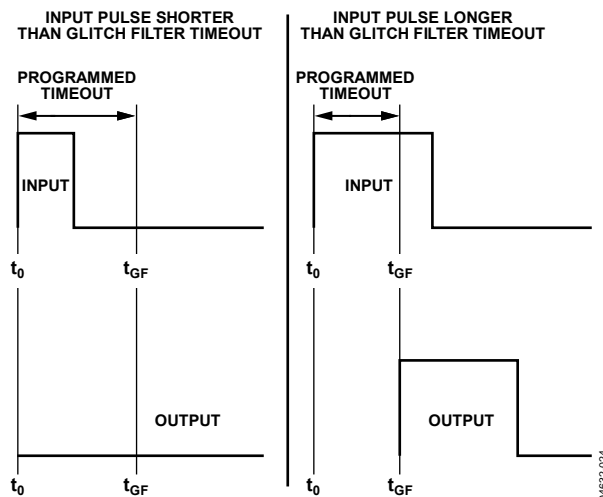 INPUT PULSE SHORTER
THAN GLITCH FILTER TIMEOUT
PROGRAMMED
TIMEOUT
INPUT
t0
tGF
OUTPUT
t0
tGF
INPUT PULSE LONGER
THAN GLITCH FILTER TIMEOUT
PROGRAMMED
TIMEOUT
INPUT
t0
tGF
OUTPUT
t0
tGF